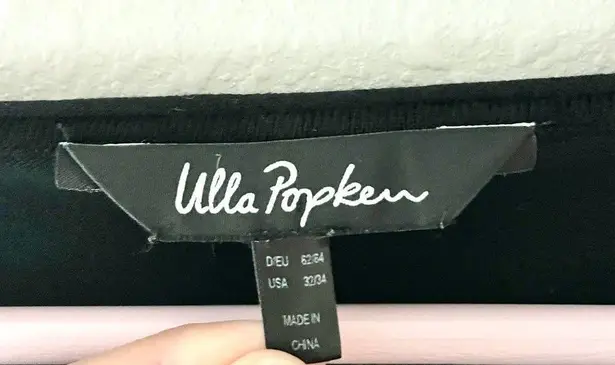 Ulla Popken
D/EU 62/64
USA 32/34
MADE IN
CHINA